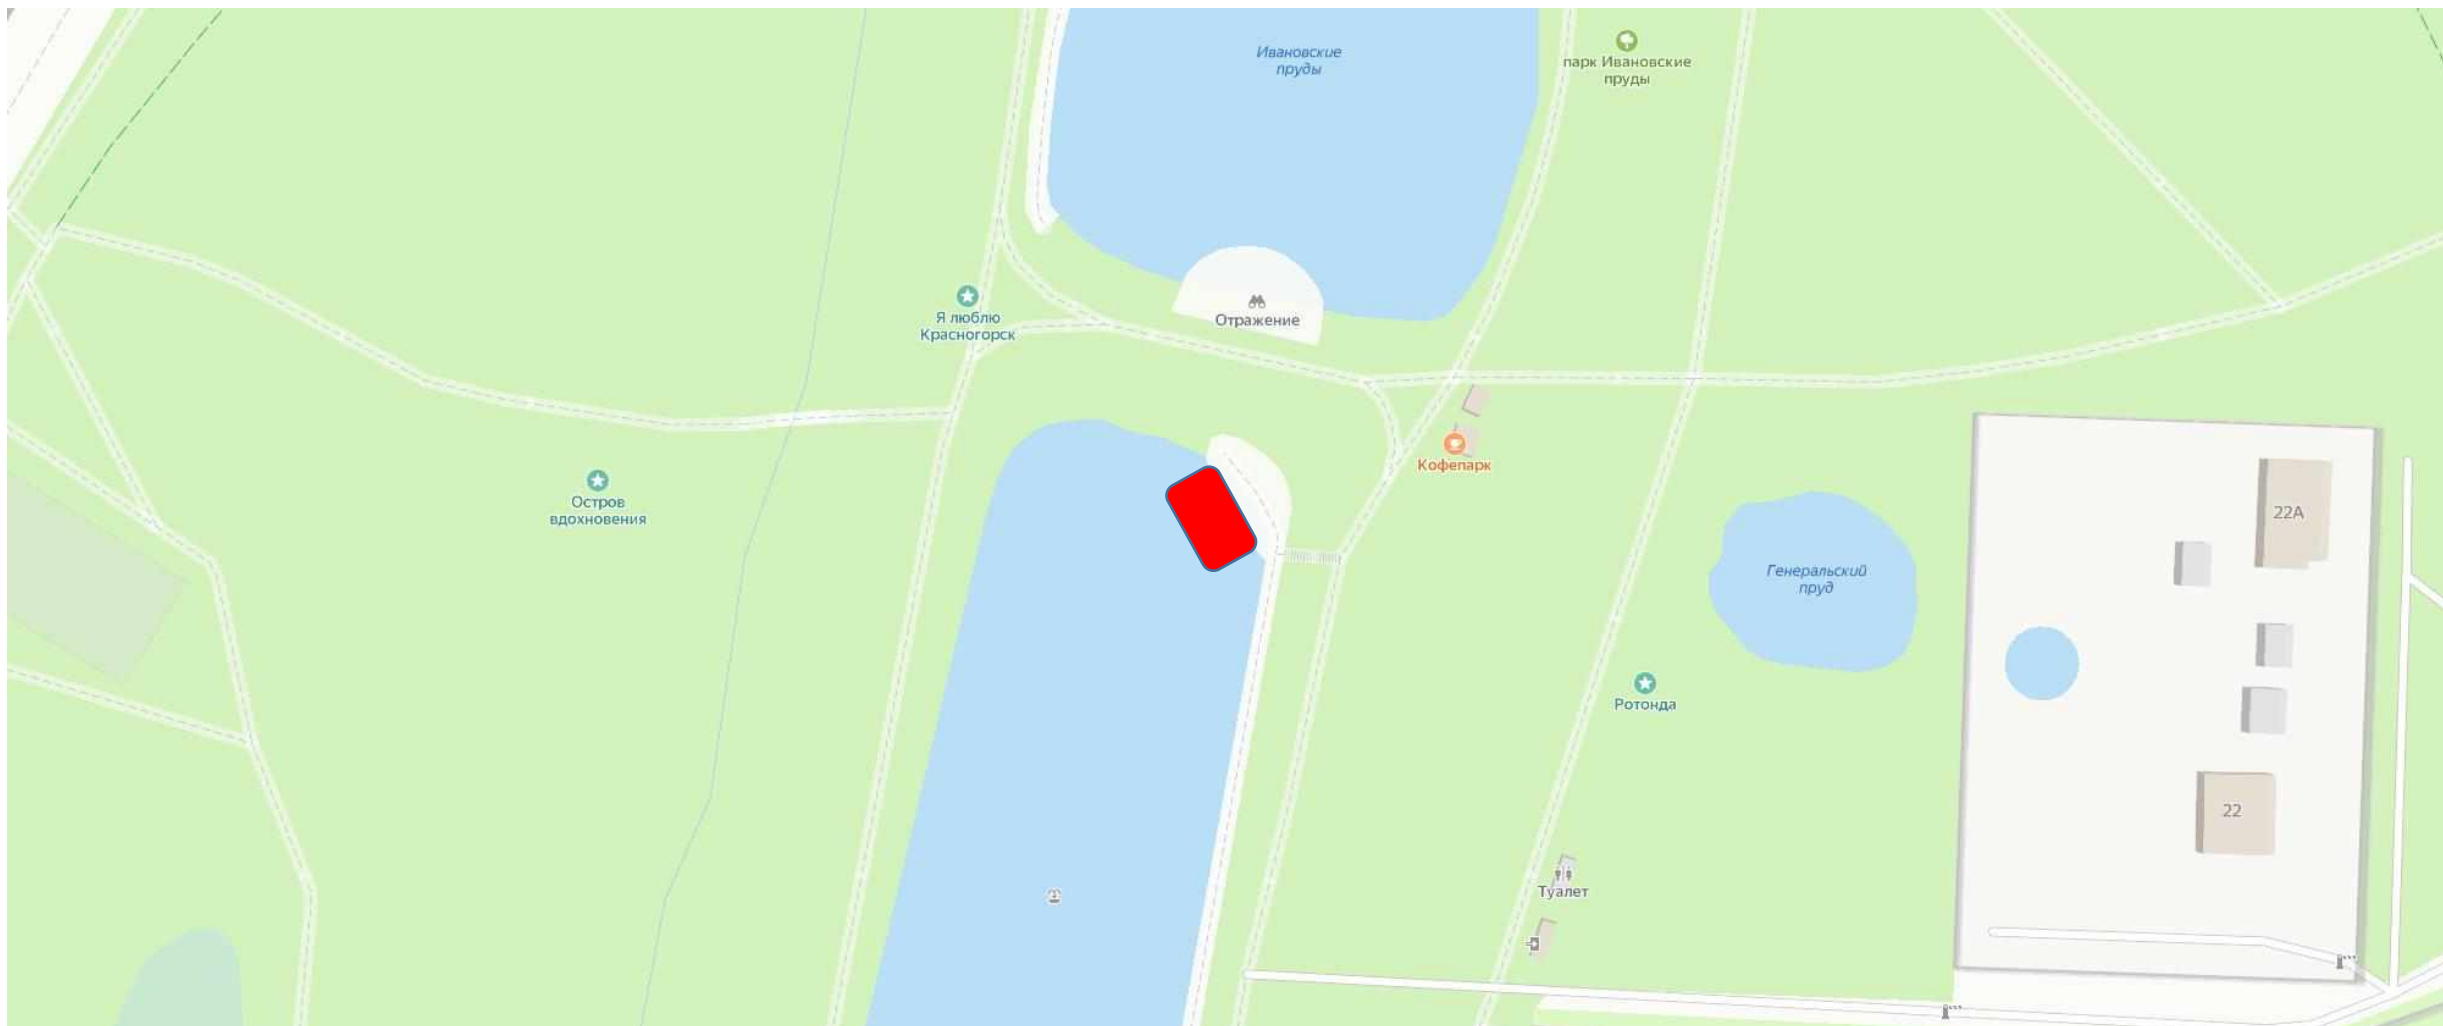 Ивановские
пруды
парк Ивановские
пруды
Я люблю
Красногорск
Отражение
Кофепарк
Остров
вдохновения
22А
Генеральский
пруд
Ротонда
22
Туалет